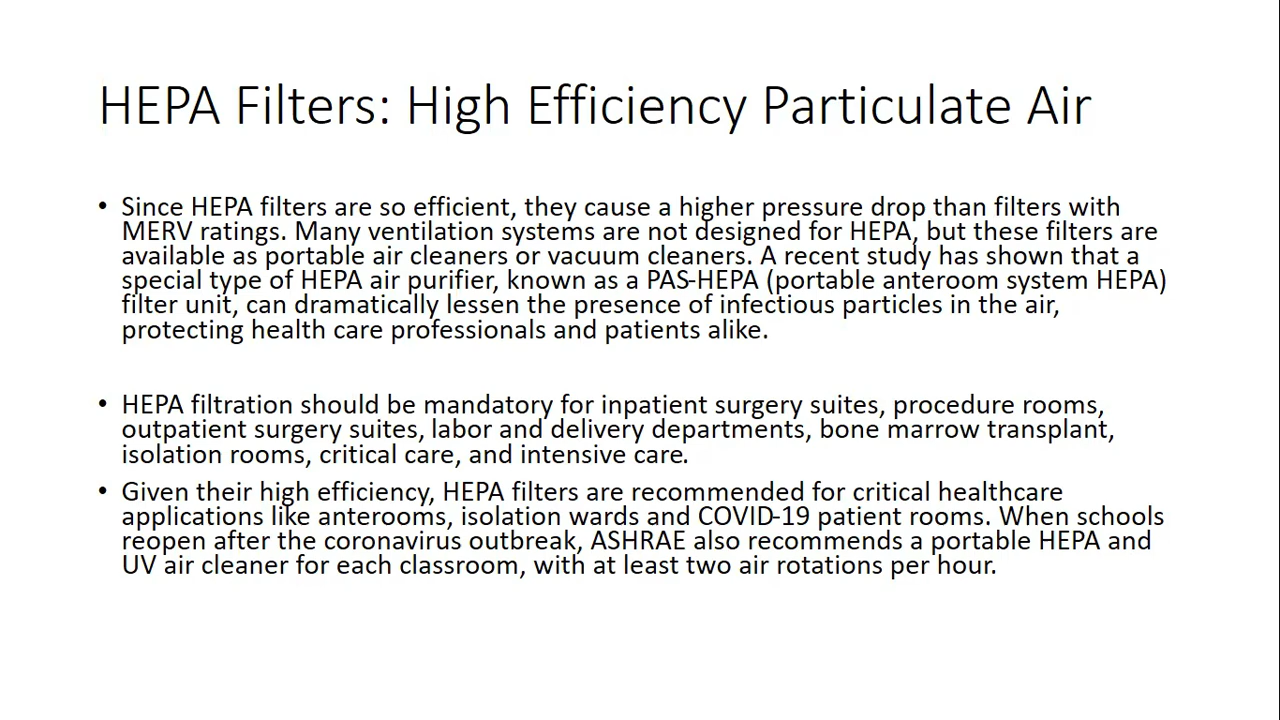 HEPA Filters: High Efficiency Particulate Air
• Since HEPA filters are so efficient, they cause a higher pressure drop than filters with
MERV ratings. Many ventilation systems are not designed for HEPA, but these filters are
available as portable air cleaners or vacuum cleaners. A recent study has shown that a
special type of HEPA air purifier, known as a PAS-HEPA (portable anteroom system HEPA)
filter unit, can dramatically lessen the presence of infectious particles in the air,
protecting health care professionals and patients alike.
• HEPA filtration should be mandatory for inpatient surgery suites, procedure rooms,
outpatient surgery suites, labor and delivery departments, bone marrow transplant,
isolation rooms, critical care, and intensive care.
• Given their high efficiency, HEPA filters are recommended for critical healthcare
applications like anterooms, isolation wards and COVID-19 patient rooms. When schools
reopen after the coronavirus outbreak, ASHRAE also recommends a portable HEPA and
UV air cleaner for each classroom, with at least two air rotations per hour.